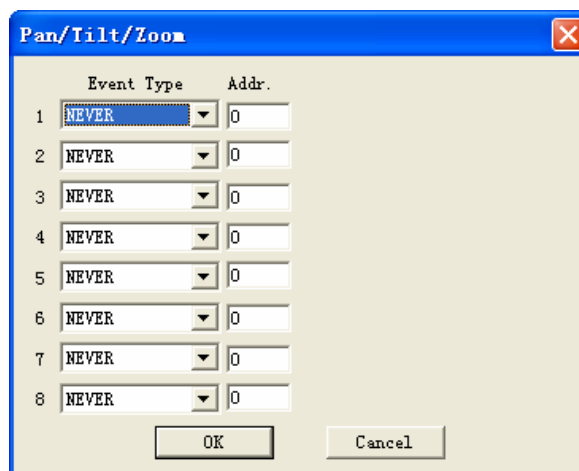 Pan/Tilt/Zoom
Event Type Addr.
1 NEVER 0
2 NEVER 0
3 NEVER 0
4 NEVER 0
5 NEVER 0
6 NEVER 0
7 NEVER 0
8 NEVER 0
OK Cancel